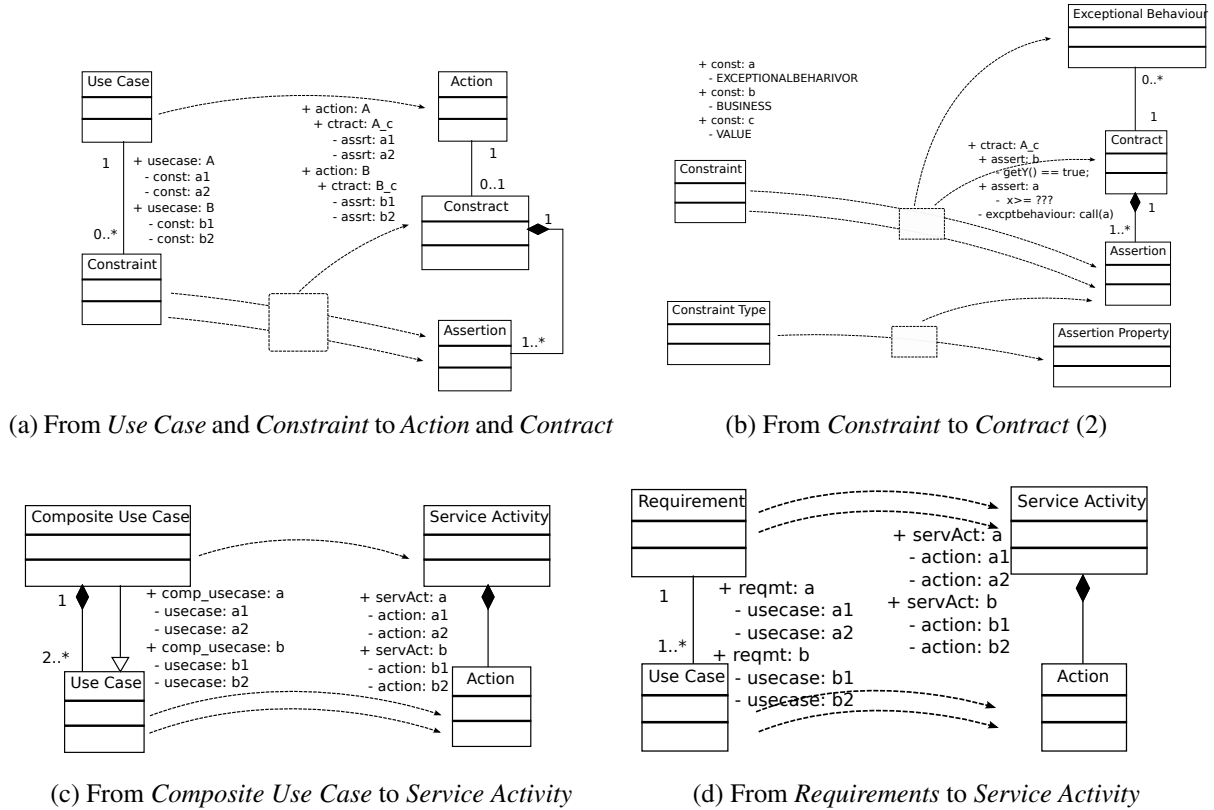 Use Case
Action
+ action: A
+ ctract: A_c
- assrt: a1
- assrt: a2
+ action: B
+ ctract: B_c
- assrt: b1
- assrt: b2
1
+ usecase: A
- const: a1
- const: a2
+ usecase: B
- const: b1
- const: b2
0..*
1
0..1
Constract
1
Constraint
Assertion
1..*
(a) From Use Case and Constraint to Action and Contract
Exceptional Behaviour
+ const: a
- EXCEPTIONALBEHARIVOR
+ const: b
- BUSINESS
+ const: c
- VALUE
0..*
1
Contract
+ ctract: A_c
+ assert: b
- getY() == true;
+ assert: a
- x>= ???
- excptbehaviour: call(a)
Constraint
1
1..*
Assertion
Constraint Type
Assertion Property
(b) From Constraint to Contract (2)
Composite Use Case
Service Activity
1
+ comp_usecase: a
- usecase: a1
- usecase: a2
+ comp_usecase: b
- usecase: b1
- usecase: b2
2..*
+ servAct: a
- action: a1
- action: a2
+ servAct: b
- action: b1
- action: b2
Use Case
Action
(c) From Composite Use Case to Service Activity
Requirement
Service Activity
+ servAct: a
- action: a1
- action: a2
+ servAct: b
- action: b1
- action: b2
1
+ reqmt: a
- usecase: a1
- usecase: a2
+ reqmt: b
- usecase: b1
- usecase: b2
1..*
Use Case
Action
(d) From Requirements to Service Activity